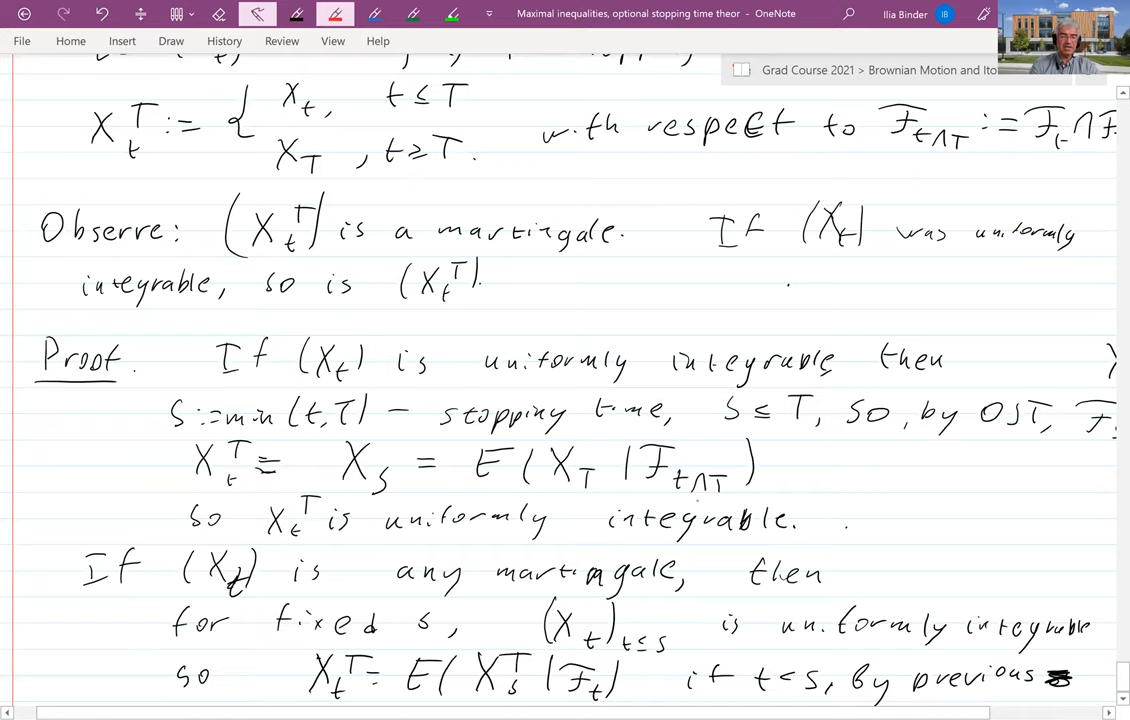 Maximal inequalities, optional stopping time theor - OneNote
Ilia Binder IB
File Home Insert Draw History Review View Help
Grad Course 2021 > Brownian Motion and Ito
X_t^T := { X_t, t ≤ T
X_T, t ≥ T.
with respect to F_{t∧T} := F_t ∩ F
Observe: (X_t^T) is a martingale. If (X_t) was uniformly
integrable, so is (X_t^T).
Proof. If (X_t) is uniformly integrable then
S := min (t, T) – stopping time, S ≤ T, so, by OST, F
X_t^T = X_S = E(X_T | F_{t∧T})
so X_t^T is uniformly integrable.
If (X_t) is any martingale, then
for fixed s, (X_t)_{t≤s} is uniformly integrable
so X_t^T = E(X_s^T | F_t) if t < s, by previous